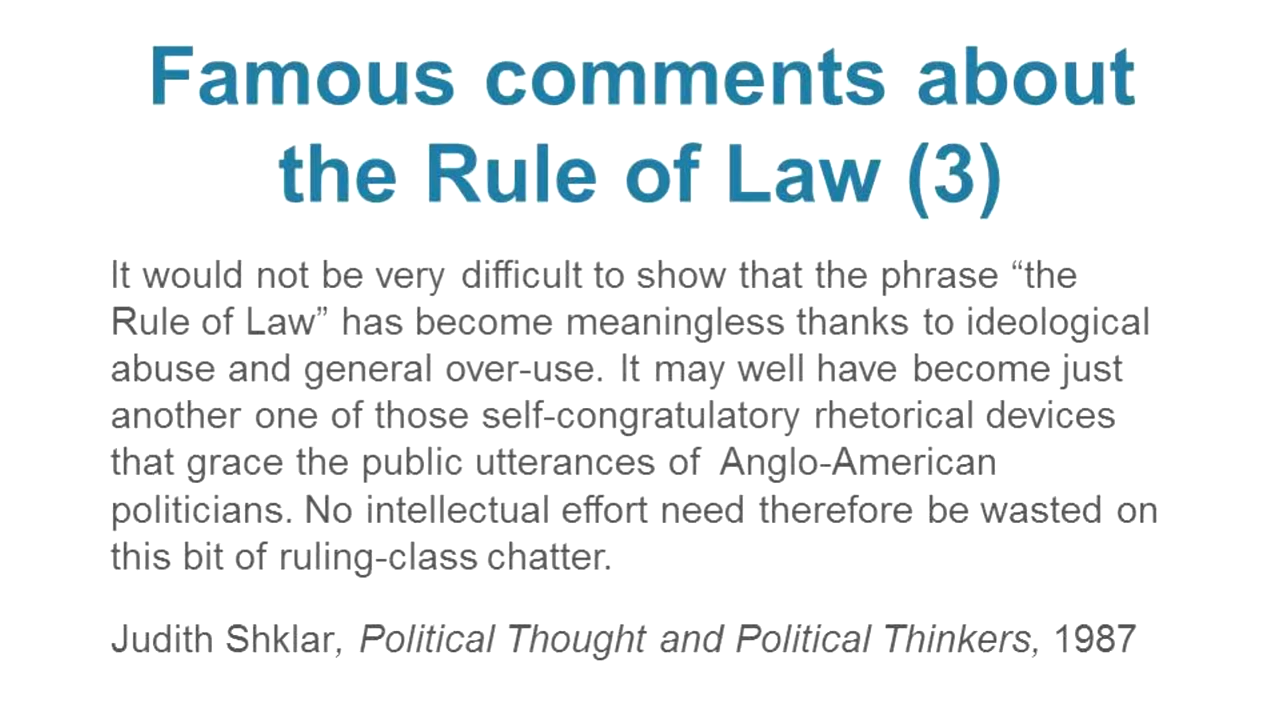 Famous comments about
the Rule of Law (3)
It would not be very difficult to show that the phrase “the
Rule of Law” has become meaningless thanks to ideological
abuse and general over-use. It may well have become just
another one of those self-congratulatory rhetorical devices
that grace the public utterances of Anglo-American
politicians. No intellectual effort need therefore be wasted on
this bit of ruling-class chatter.
Judith Shklar, Political Thought and Political Thinkers, 1987